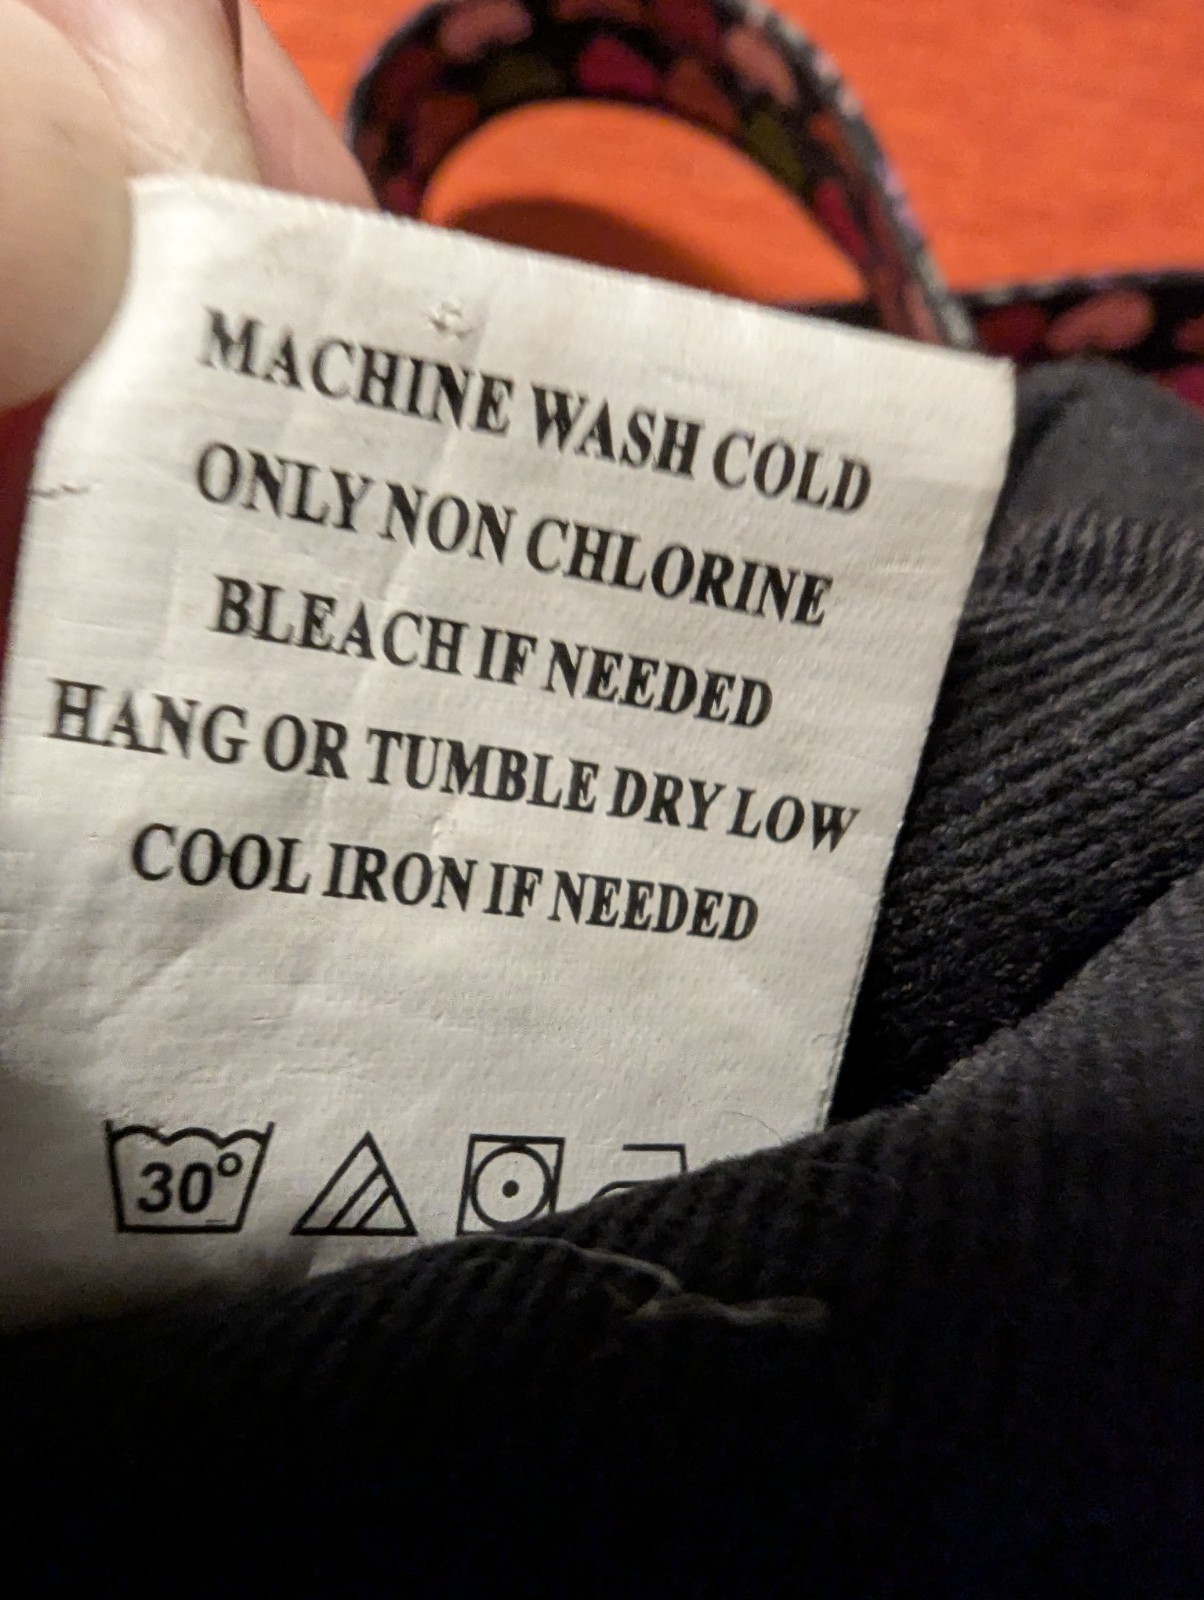 MACHINE WASH COLD
ONLY NON CHLORINE
BLEACH IF NEEDED
HANG OR TUMBLE DRY LOW
COOL IRON IF NEEDED
30°